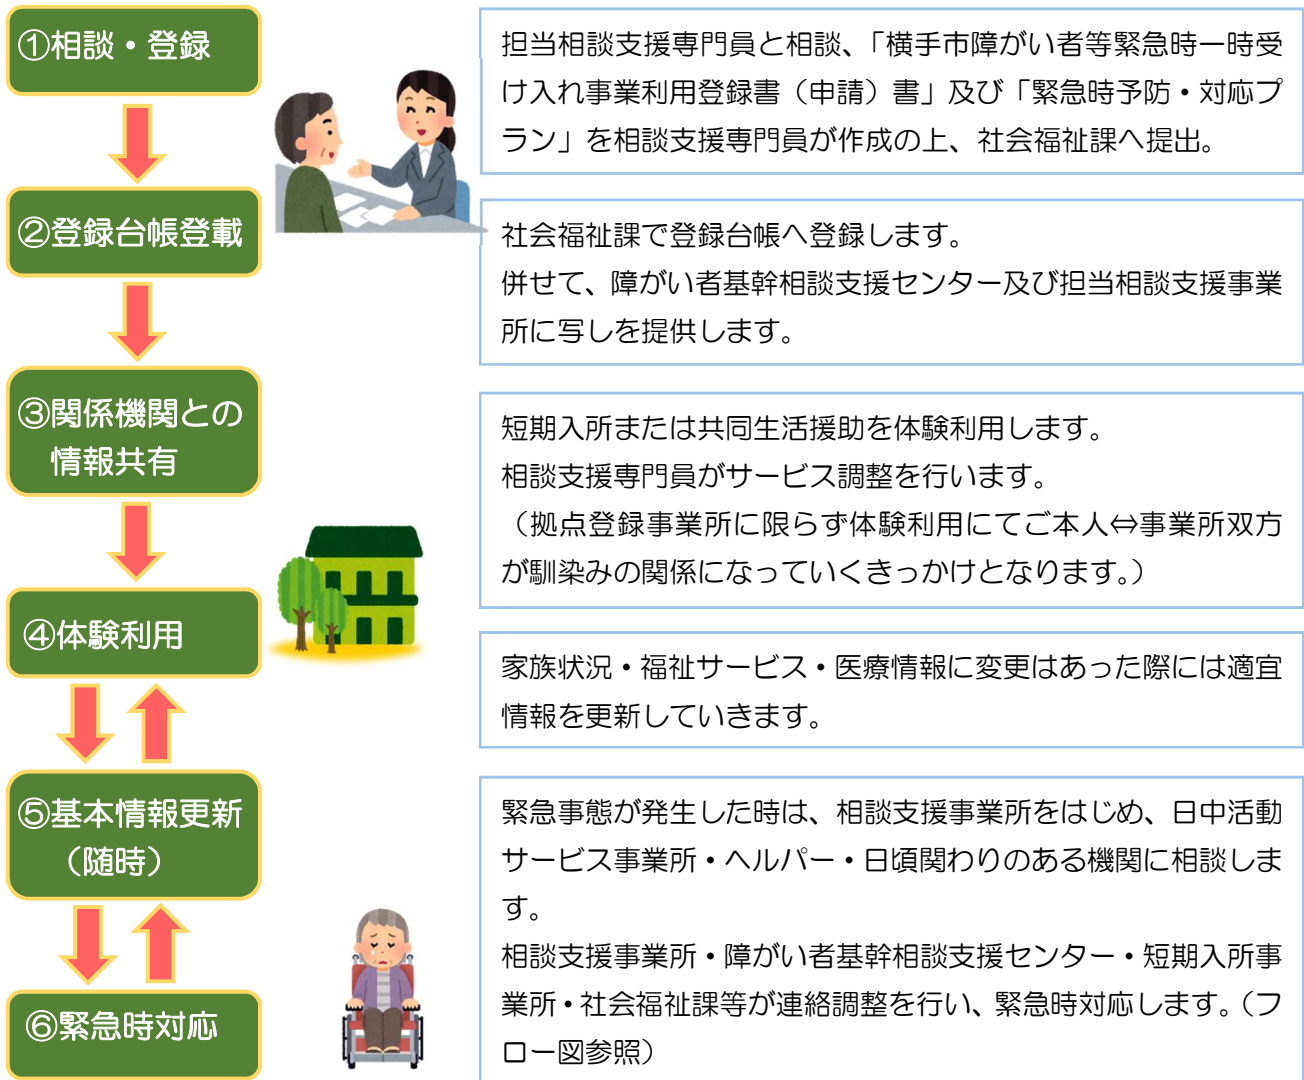 ①相談・登録
担当相談支援専門員と相談、「横手市障がい者等緊急時一時受
け入れ事業利用登録書（申請）書」及び「緊急時予防・対応プ
ラン」を相談支援専門員が作成の上、社会福祉課へ提出。
②登録台帳登載
社会福祉課で登録台帳へ登録します。
併せて、障がい者基幹相談支援センター及び担当相談支援事業
所に写しを提供します。
③関係機関との
情報共有
短期入所または共同生活援助を体験利用します。
相談支援専門員がサービス調整を行います。
（拠点登録事業所に限らず体験利用にてご本人⇔事業所双方
が馴染みの関係になっていくきっかけとなります。）
④体験利用
家族状況・福祉サービス・医療情報に変更はあった際には適宜
情報を更新していきます。
⑤基本情報更新
（随時）
緊急事態が発生した時は、相談支援事業所をはじめ、日中活動
サービス事業所・ヘルパー・日頃関わりのある機関に相談しま
す。
相談支援事業所・障がい者基幹相談支援センター・短期入所事
業所・社会福祉課等が連絡調整を行い、緊急時対応します。（フ
ロー図参照）
⑥緊急時対応